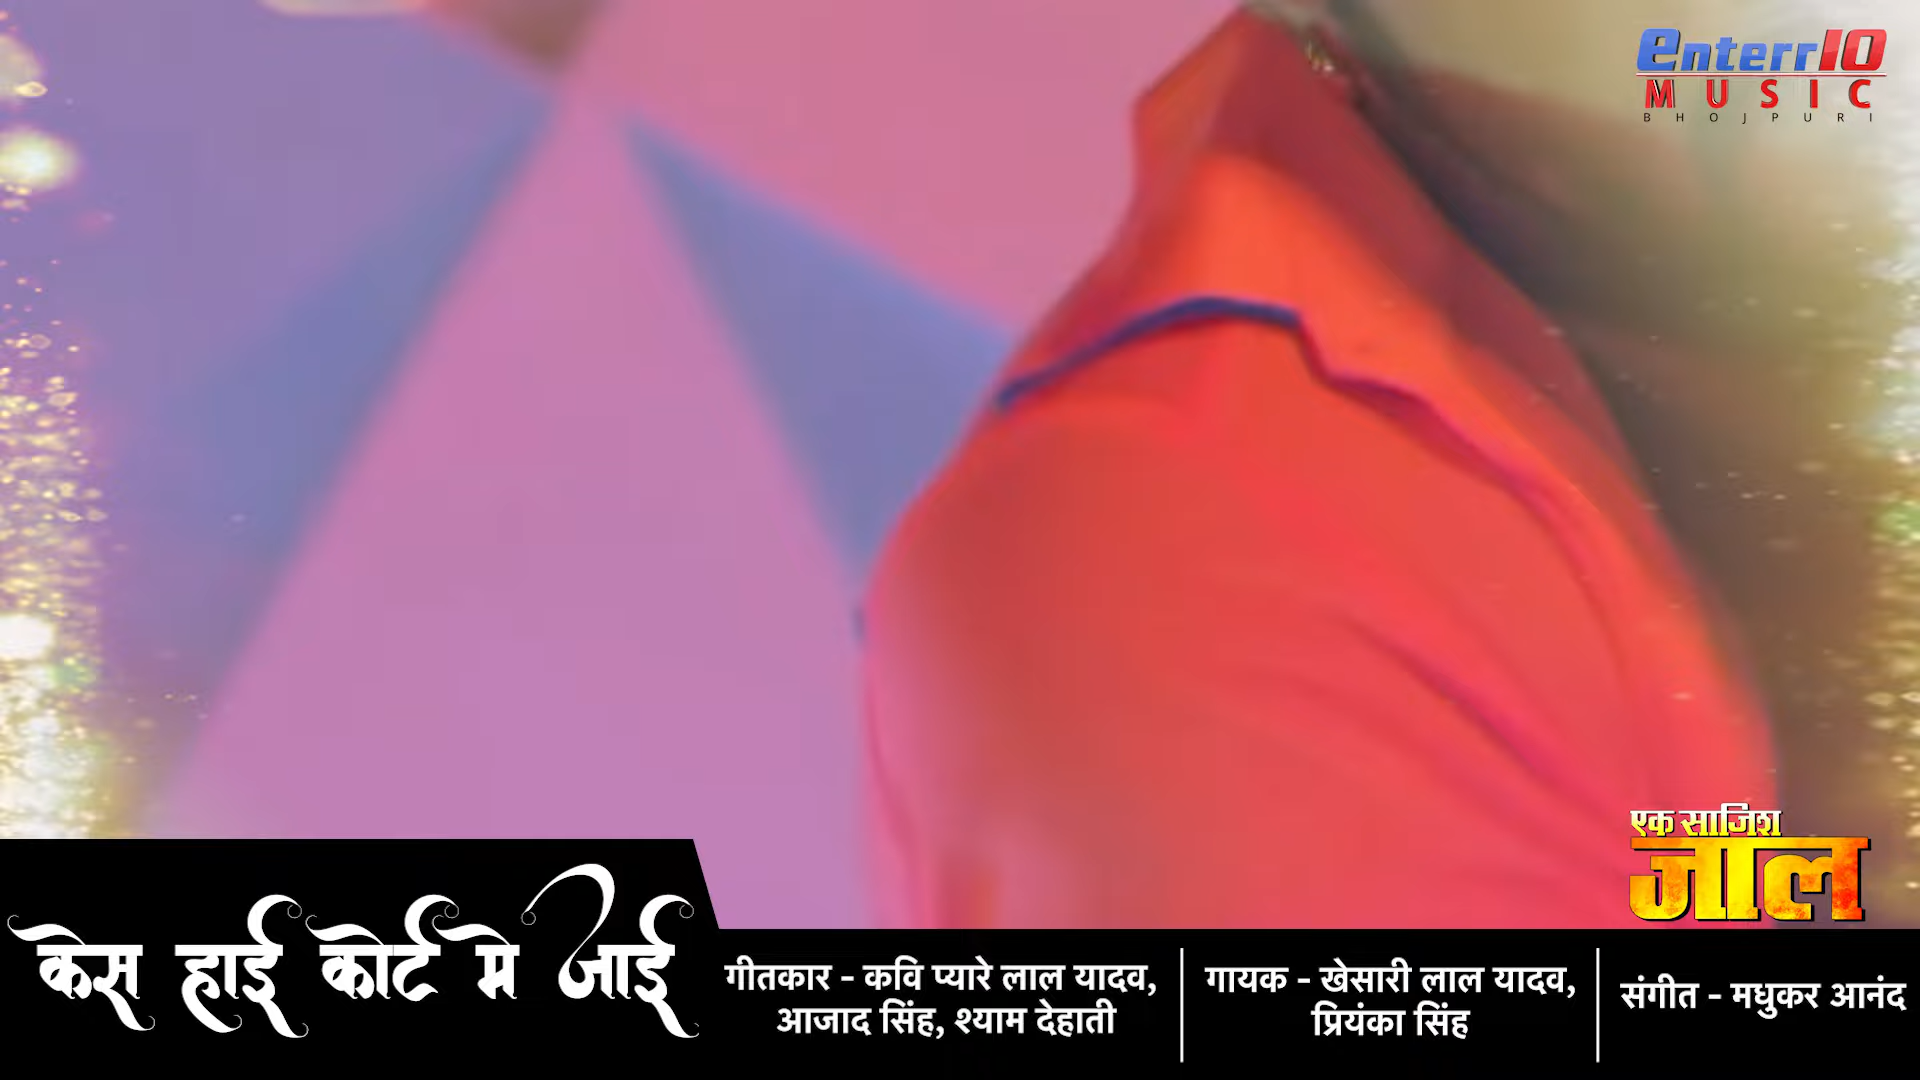 enterr10
MUSIC
BHOJPURI
एक साजिश
जाल
केस हाई कोर्ट मे जाई
गीतकार - कवि प्यारे लाल यादव,
आजाद सिंह, श्याम देहाती
गायक - खेसारी लाल यादव,
प्रियंका सिंह
संगीत - मधुकर आनंद